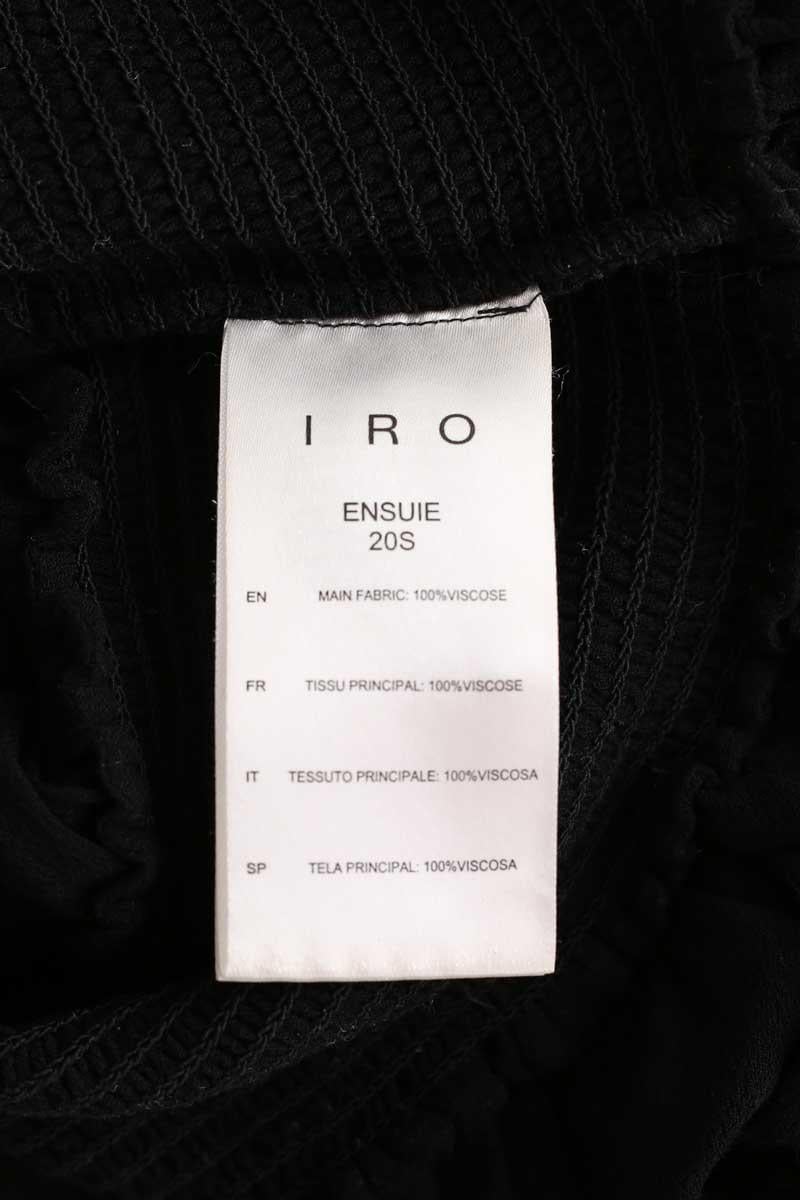 IRO
ENSUIE
20S
EN MAIN FABRIC: 100%VISCOSE
FR TISSU PRINCIPAL: 100%VISCOSE
IT TESSUTO PRINCIPALE: 100%VISCOSA
SP TELA PRINCIPAL: 100%VISCOSA